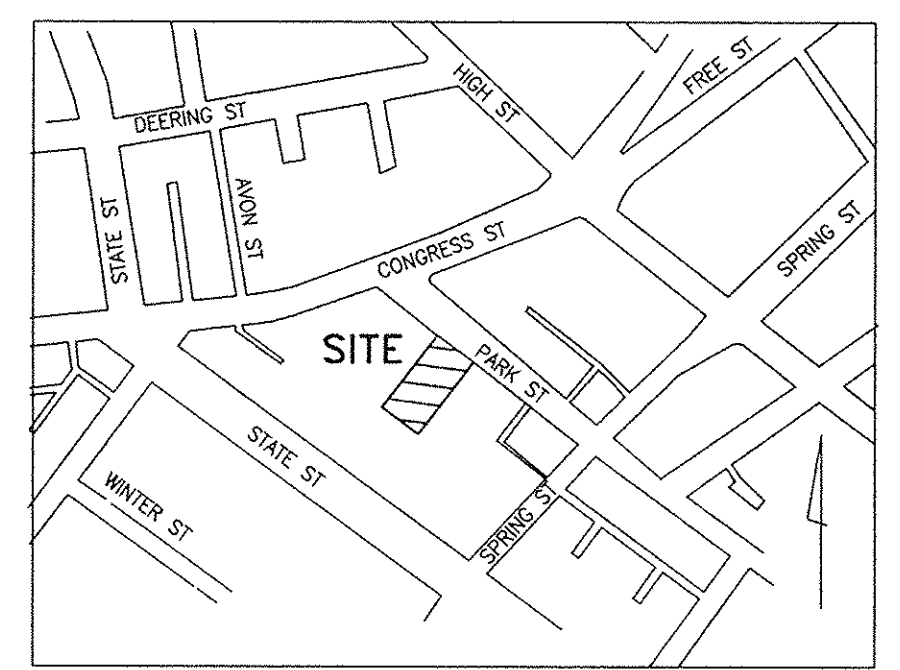 HIGH ST
FREE ST
DEERING ST
STATE ST
AVON ST
SPRING ST
CONGRESS ST
SITE
PARK ST
STATE ST
WINTER ST
SPRING ST